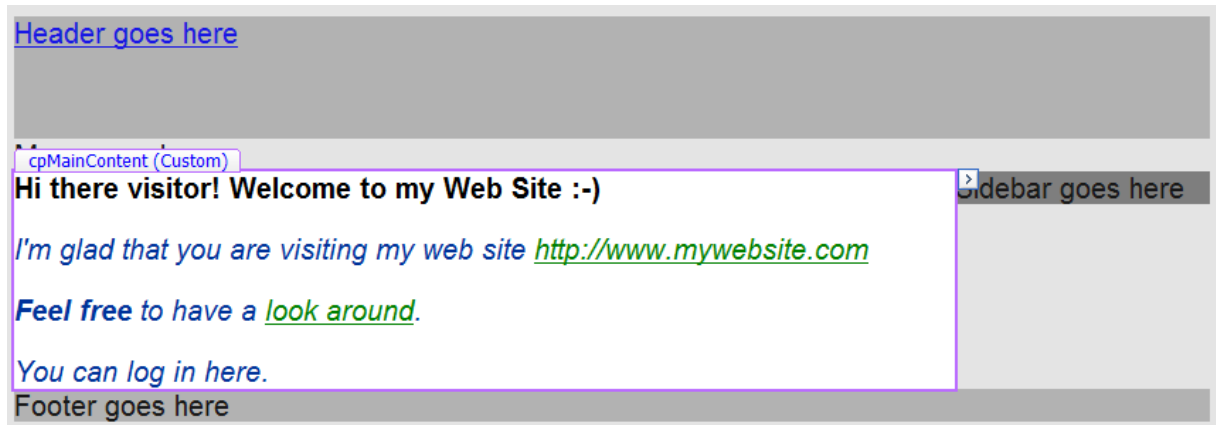 Header goes here
cpMainContent (Custom)
Hi there visitor! Welcome to my Web Site :-)
Sidebar goes here
I'm glad that you are visiting my web site http://www.mywebsite.com
Feel free to have a look around.
You can log in here.
Footer goes here